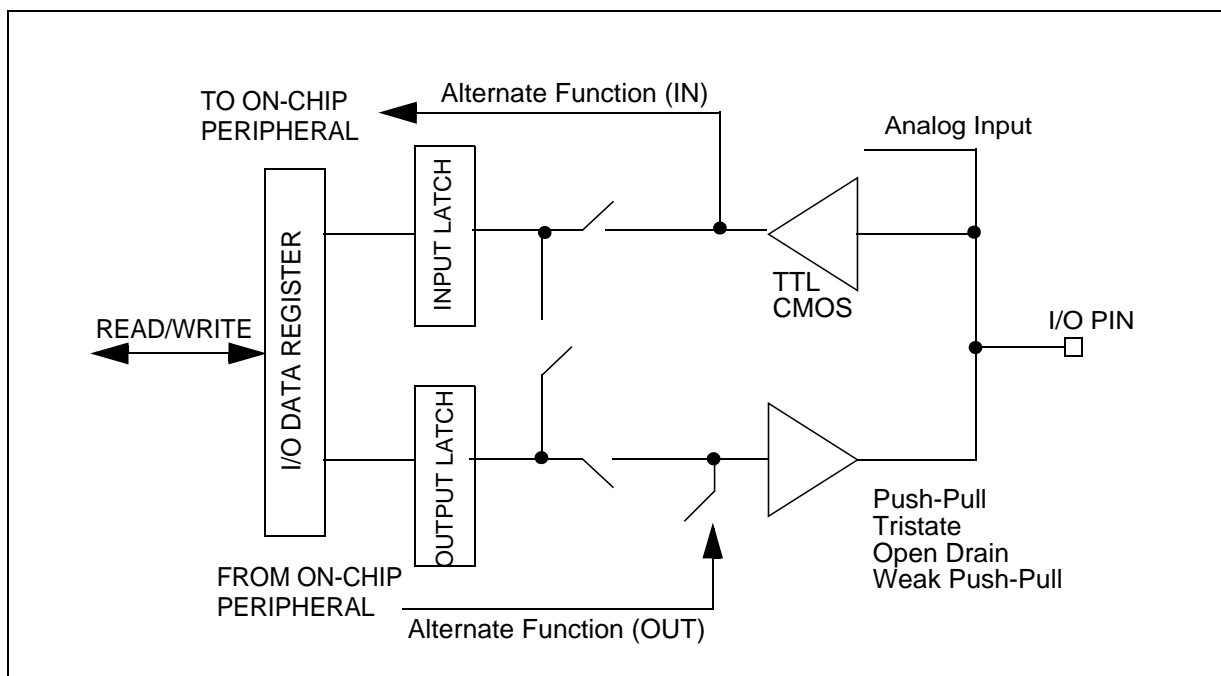 TO ON-CHIP
PERIPHERAL
Alternate Function (IN)
Analog Input
I/O DATA REGISTER
INPUT LATCH
TTL
CMOS
I/O PIN
READ/WRITE
OUTPUT LATCH
Push-Pull
Tristate
Open Drain
Weak Push-Pull
FROM ON-CHIP
PERIPHERAL
Alternate Function (OUT)